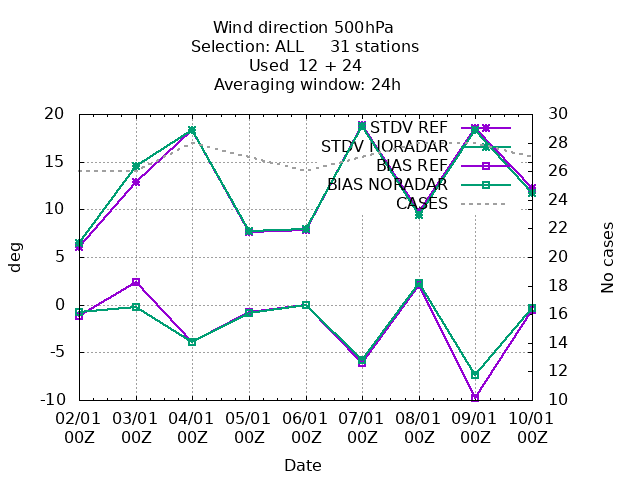 Wind direction 500hPa
Selection: ALL 31 stations
Used 12 + 24
Averaging window: 24h
20
15
10
5
0
-5
-10
deg
STDV REF
STDV NORADAR
BIAS REF
BIAS NORADAR
CASES
30
28
26
24
22
20
18
16
14
12
10
No cases
02/01 03/01 04/01 05/01 06/01 07/01 08/01 09/01 10/01
00Z 00Z 00Z 00Z 00Z 00Z 00Z 00Z 00Z
Date